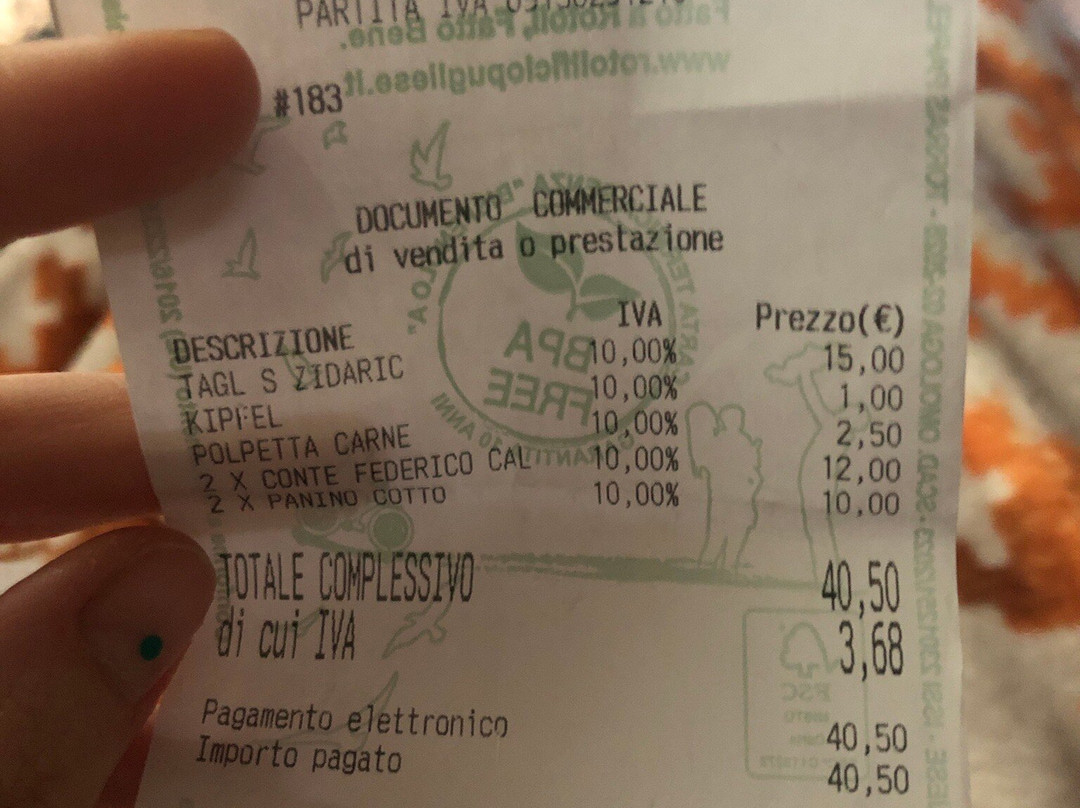 PARTITA IVA
Fatto a Rotoli, Fatto Bene.
www.rotolificiopugliese.it
#183
DOCUMENTO COMMERCIALE
di vendita o prestazione
DESCRIZIONE IVA Prezzo(€)
TAGL S ZIDARIC 10,00% 15,00
KIPFEL 10,00% 1,00
POLPETTA CARNE 10,00% 2,50
2 X CONTE FEDERICO CAL 10,00% 12,00
2 X PANINO COTTO 10,00% 10,00
BPA
FREE
TOTALE COMPLESSIVO 40,50
di cui IVA 3,68
FSC
Pagamento elettronico 40,50
Importo pagato 40,50